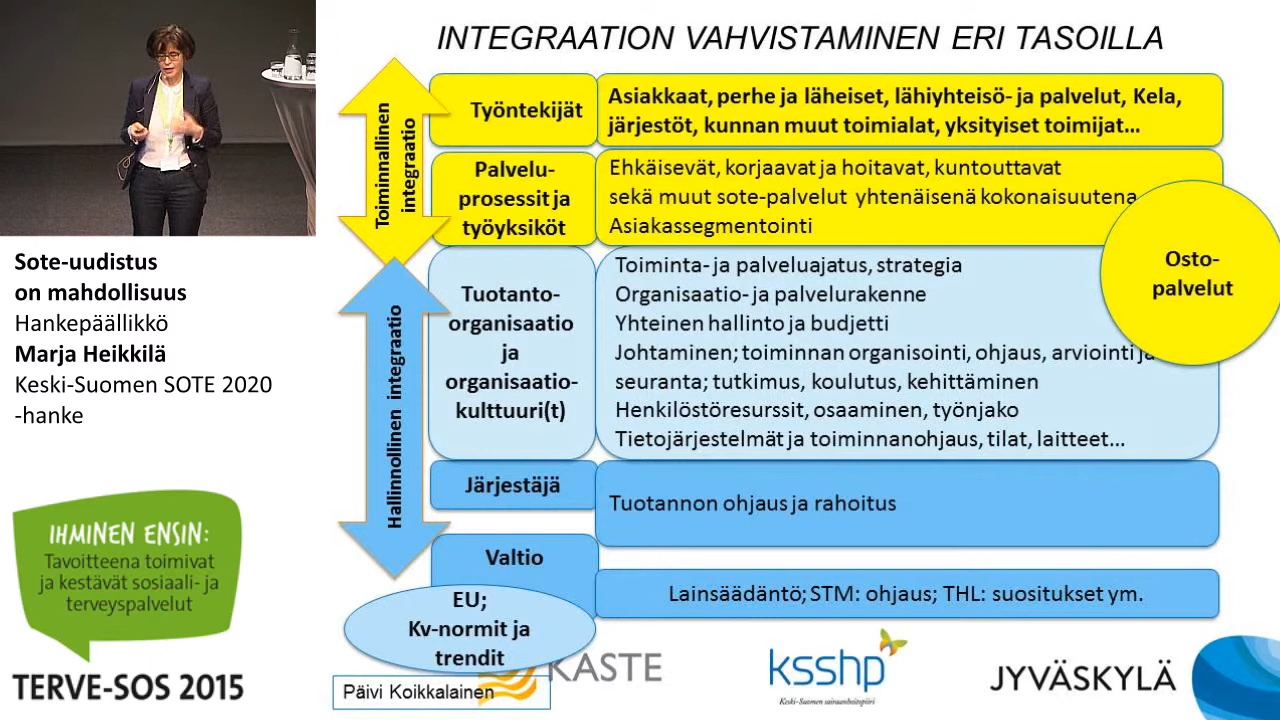 INTEGRAATION VAHVISTAMINEN ERI TASOILLA
Toiminnallinen
integraatio
Työntekijät
Asiakkaat, perhe ja läheiset, lähiyhteisö- ja palvelut, Kela,
järjestöt, kunnan muut toimialat, yksityiset toimijat...
Palvelu-
prosessit ja
työyksiköt
Ehkäisevät, korjaavat ja hoitavat, kuntouttavat
sekä muut sote-palvelut yhtenäisenä kokonaisuutena
Asiakassegmentointi
Osto-
palvelut
Hallinnollinen integraatio
Tuotanto-
organisaatio
ja
organisaatio-
kulttuuri(t)
Toiminta- ja palveluajatus, strategia
Organisaatio- ja palvelurakenne
Yhteinen hallinto ja budjetti
Johtaminen; toiminnan organisointi, ohjaus, arviointi ja
seuranta; tutkimus, koulutus, kehittäminen
Henkilöstöresurssit, osaaminen, työnjako
Tietojärjestelmät ja toiminnanohjaus, tilat, laitteet...
Järjestäjä
Tuotannon ohjaus ja rahoitus
Valtio
Lainsäädäntö; STM: ohjaus; THL: suositukset ym.
EU;
Kv-normit ja
trendit
Päivi Koikkalainen
KASTE
ksshp
Keski-Suomen sairaanhoitopiiri
JYVÄSKYLÄ
Sote-uudistus
on mahdollisuus
Hankepäällikkö
Marja Heikkilä
Keski-Suomen SOTE 2020
-hanke
IHMINEN ENSIN:
Tavoitteena toimivat
ja kestävät sosiaali- ja
terveyspalvelut
TERVE-SOS 2015